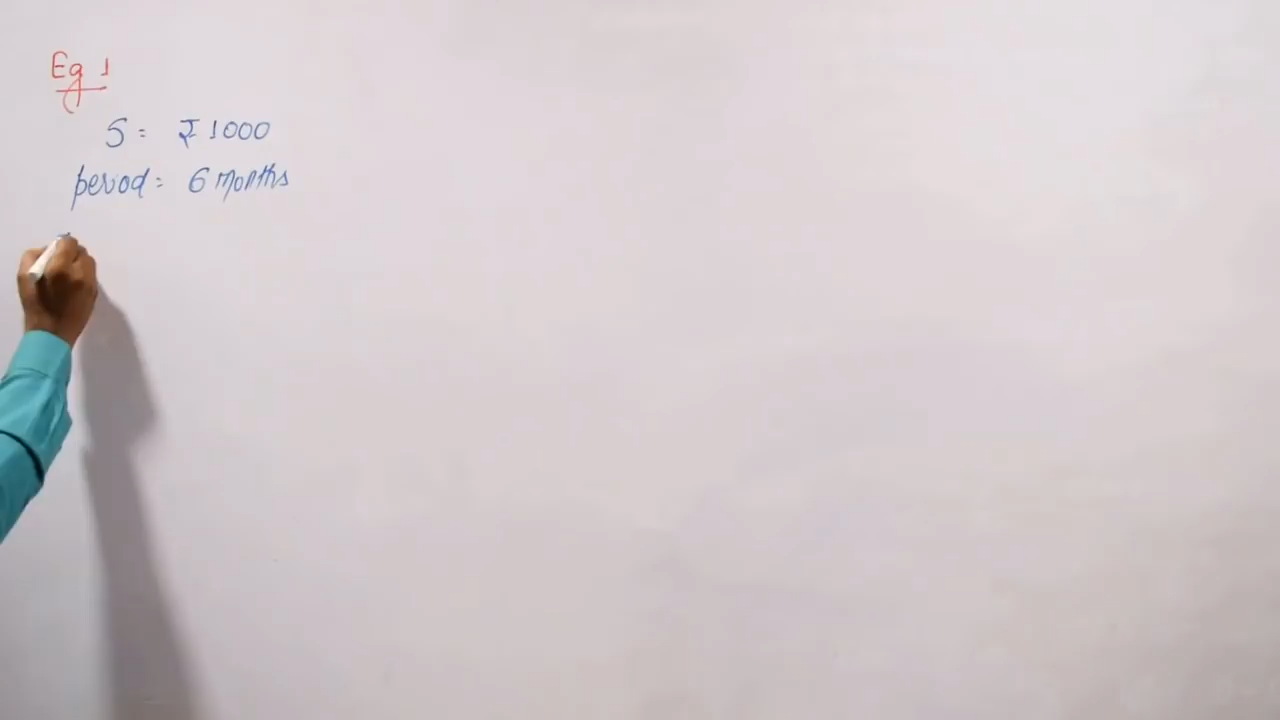 Eg 1
S = ₹ 1000
period = 6 Months